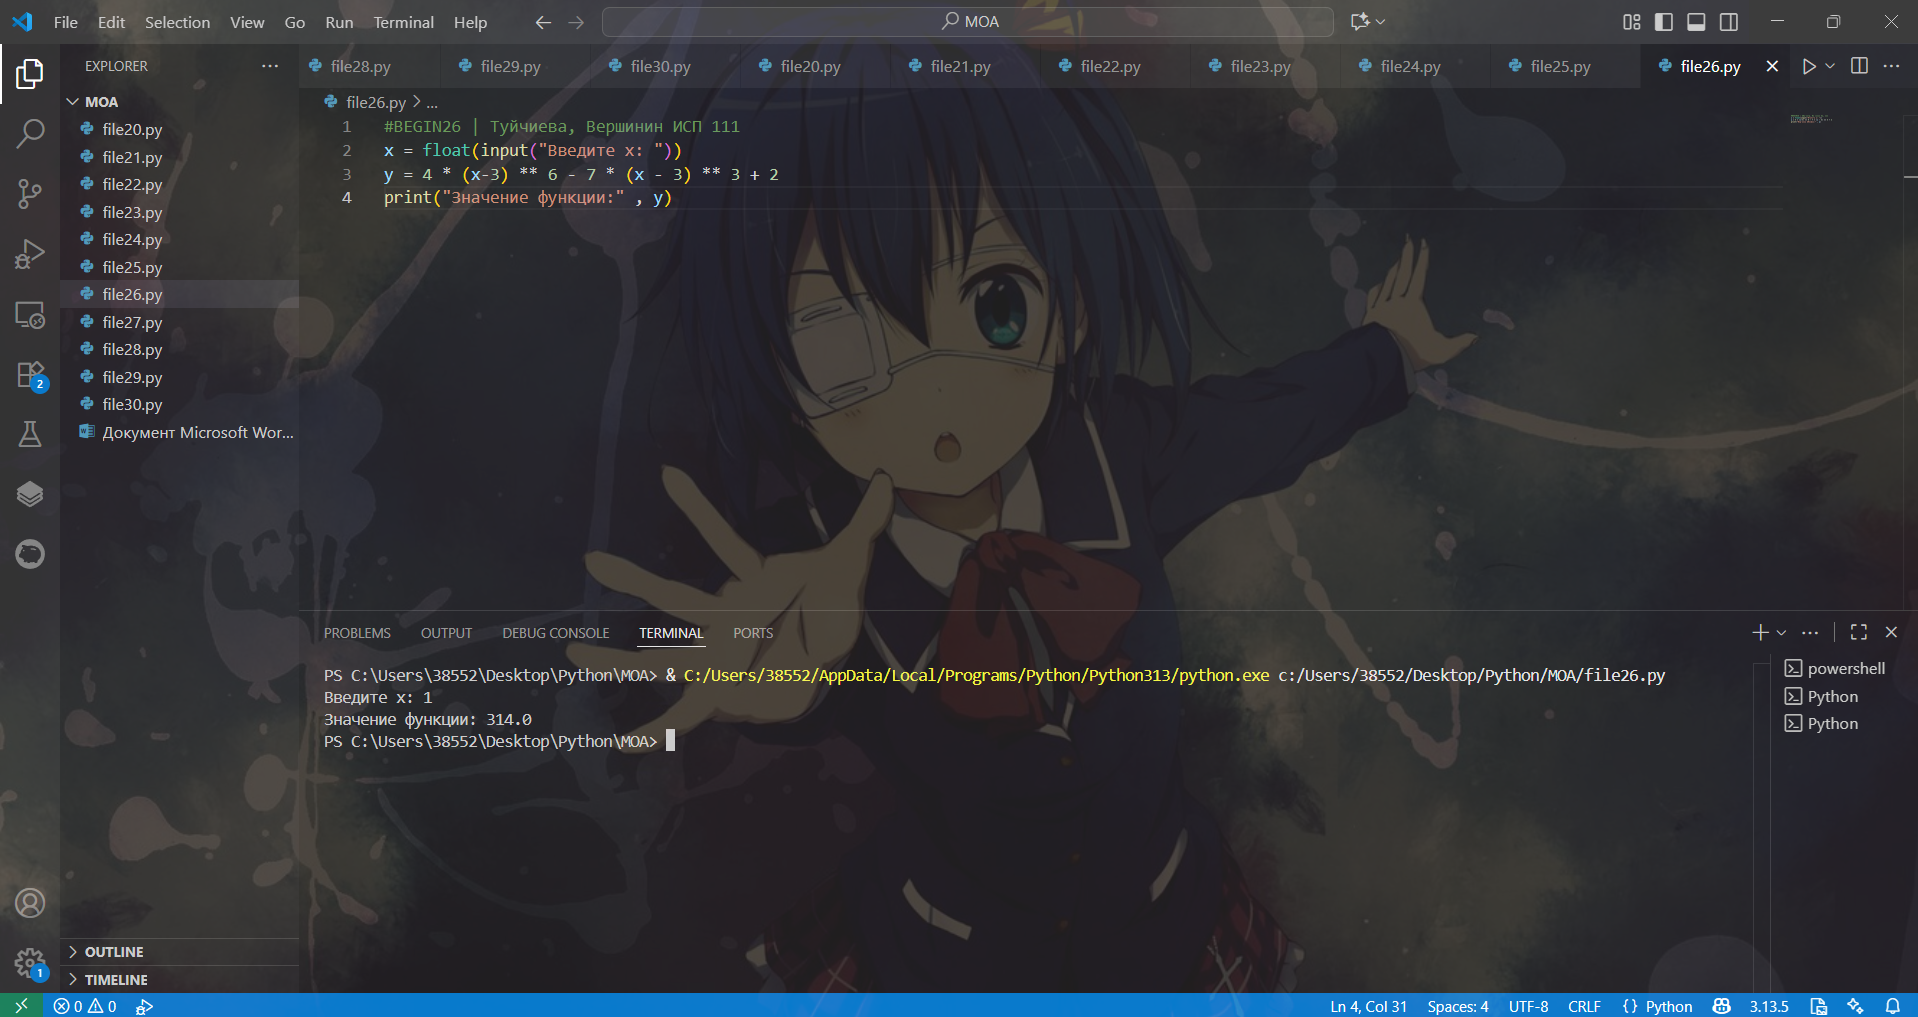 File Edit Selection View Go Run Terminal Help MOA
EXPLORER
file28.py file29.py file30.py file20.py file21.py file22.py file23.py file24.py file25.py file26.py
MOA
file20.py
file21.py
file22.py
file23.py
file24.py
file25.py
file26.py
file27.py
file28.py
file29.py
file30.py
Документ Microsoft Wor...
OUTLINE
TIMELINE
2
1
file26.py > ...
1 #BEGIN26 | Туйчиева, Вершинин ИСП 111
2 x = float(input("Введите x: "))
3 y = 4 * (x-3) ** 6 - 7 * (x - 3) ** 3 + 2
4 print("Значение функции:" , y)
PROBLEMS OUTPUT DEBUG CONSOLE TERMINAL PORTS
PS C:\Users\38552\Desktop\Python\MOA> & C:/Users/38552/AppData/Local/Programs/Python/Python313/python.exe c:/Users/38552/Desktop/Python/MOA/file26.py
Введите x: 1
Значение функции: 314.0
PS C:\Users\38552\Desktop\Python\MOA>
powershell
Python
Python
0 0 Ln 4, Col 31 Spaces: 4 UTF-8 CRLF {} Python 3.13.5